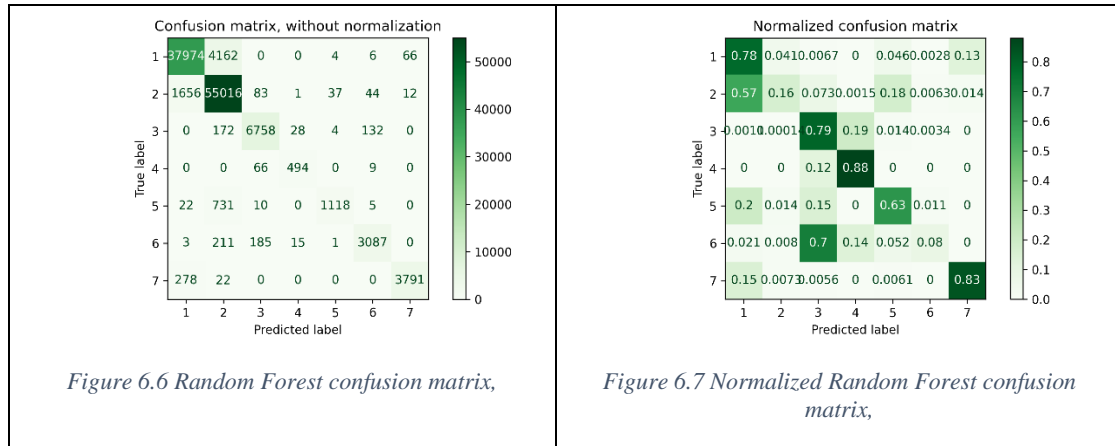 Confusion matrix, without normalization
1 37974 4162 0 0 4 6 66
2 1656 55016 83 1 37 44 12
3 0 172 6758 28 4 132 0
4 0 0 66 494 0 9 0
5 22 731 10 0 1118 5 0
6 3 211 185 15 1 3087 0
7 278 22 0 0 0 0 3791
1 2 3 4 5 6 7
True label
Predicted label
50000
40000
30000
20000
10000
0
Figure 6.6 Random Forest confusion matrix,
Normalized confusion matrix
1 0.78 0.041 0.0067 0 0.046 0.0028 0.13
2 0.57 0.16 0.073 0.0015 0.18 0.0063 0.014
3 0.79 0.19 0.014 0.0034 0
4 0 0 0.12 0.88 0 0 0
5 0.2 0.014 0.15 0 0.63 0.011 0
6 0.021 0.008 0.7 0.14 0.052 0.08 0
7 0.15 0.0073 0.0056 0 0.0061 0 0.83
1 2 3 4 5 6 7
True label
Predicted label
0.8
0.7
0.6
0.5
0.4
0.3
0.2
0.1
0.0
Figure 6.7 Normalized Random Forest confusion
matrix,